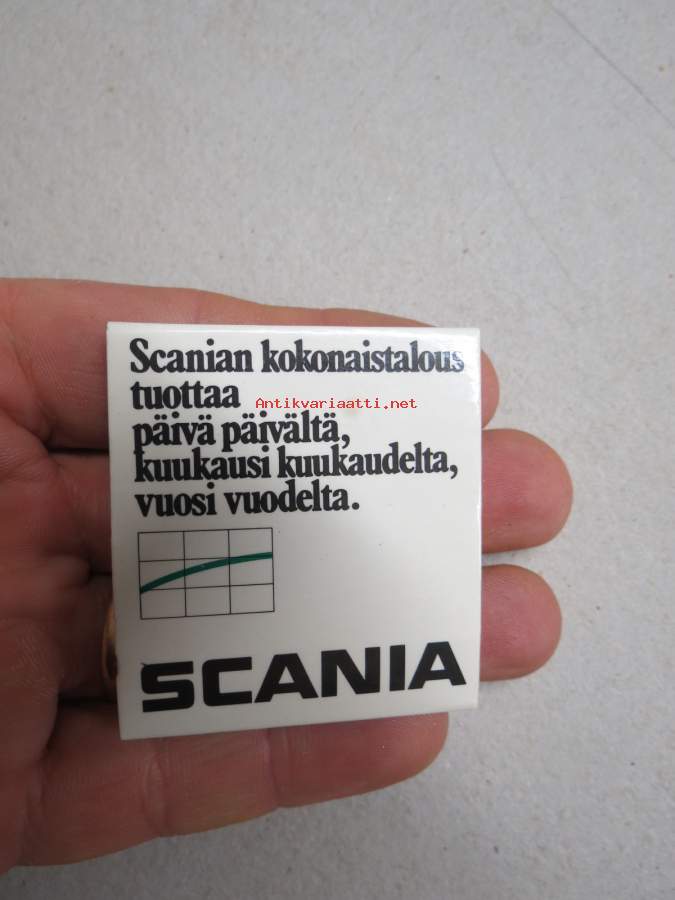 Scanian kokonaistalous
tuottaa
Antikvariaatti.net
päivä päivältä,
kuukausi kuukaudelta,
vuosi vuodelta.
SCANIA